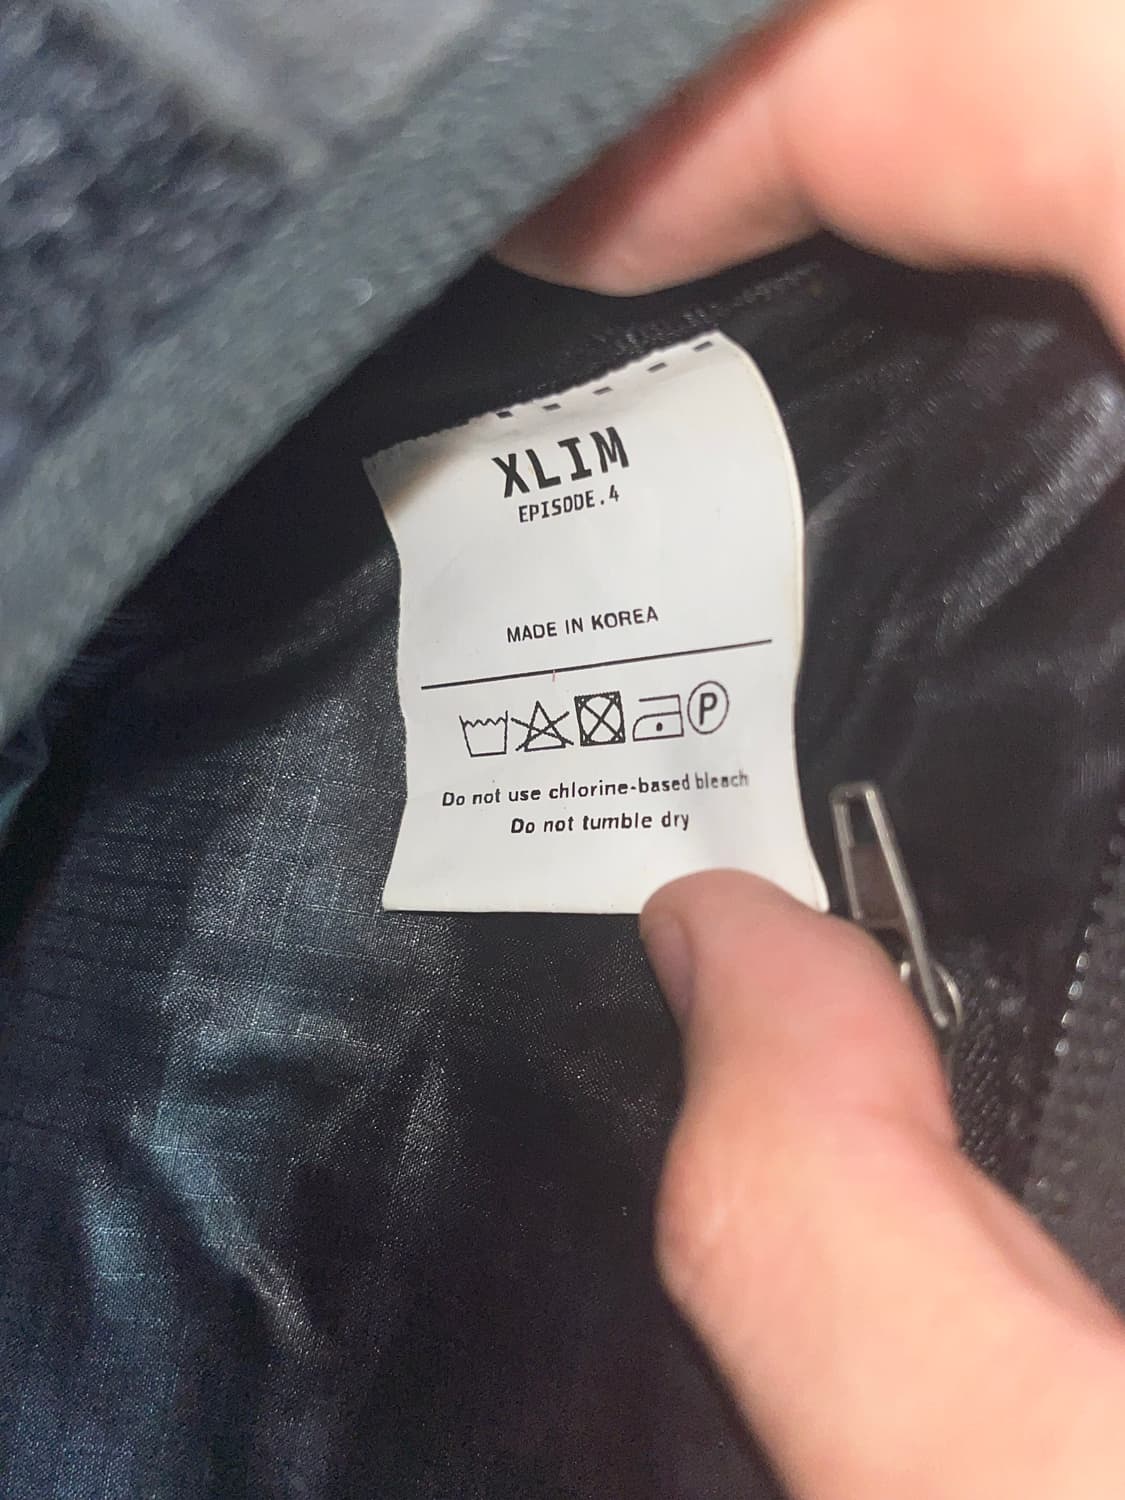 XLIM
EPISODE.4
MADE IN KOREA
P
Do not use chlorine-based bleach
Do not tumble dry